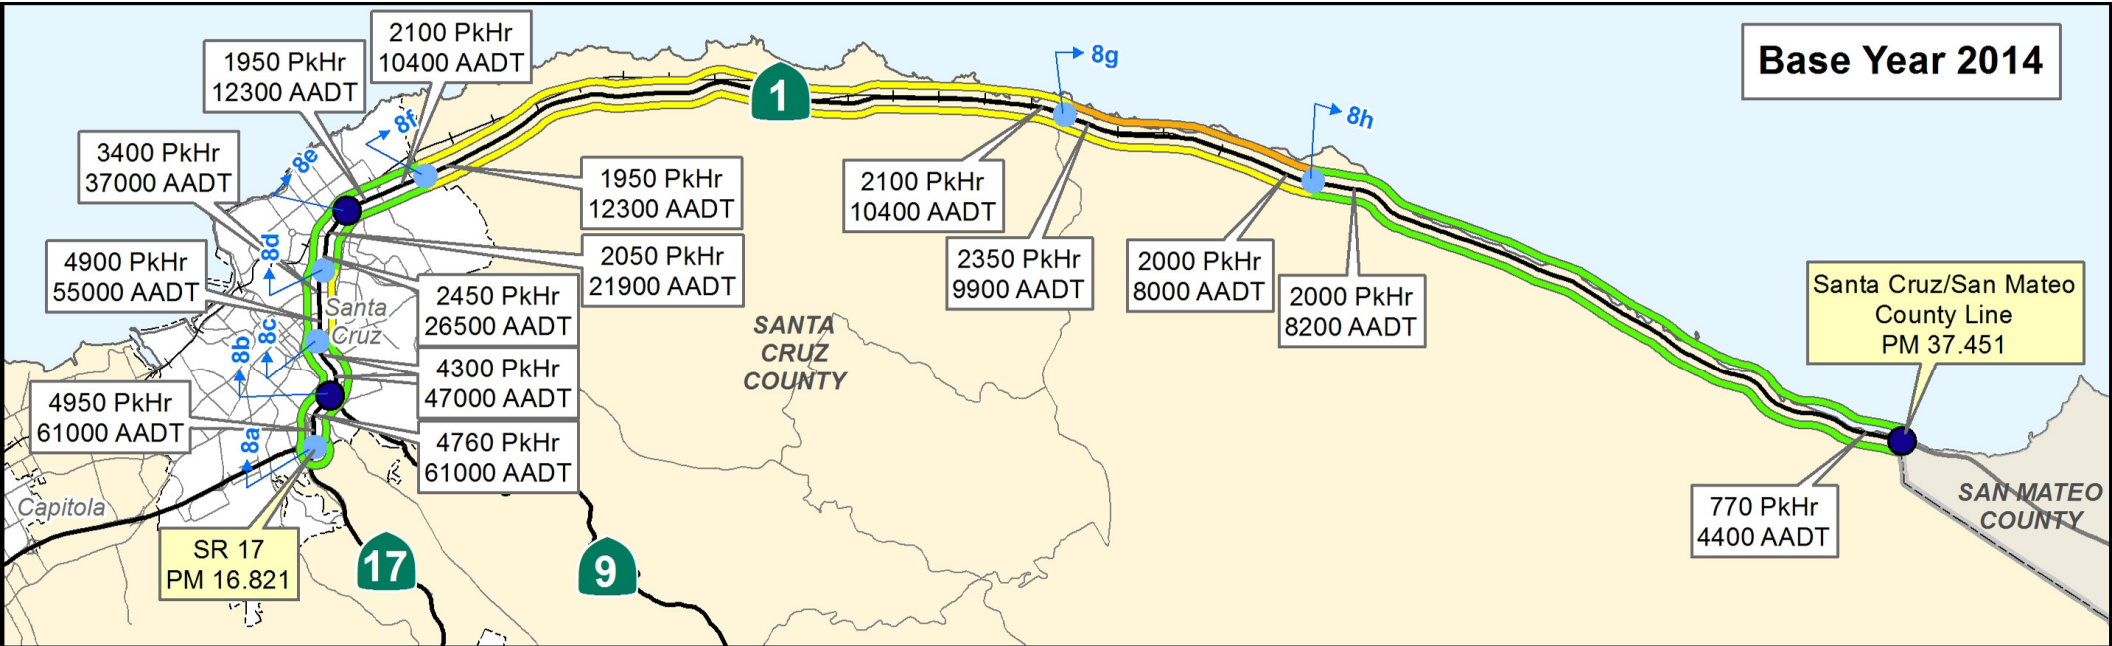 Base Year 2014
2100 PkHr
10400 AADT
1950 PkHr
12300 AADT
3400 PkHr
37000 AADT
4900 PkHr
55000 AADT
4950 PkHr
61000 AADT
SR 17
PM 16.821
8a
8b
8c
8d
8e
8f
8g
8h
1
17
9
Capitola
Santa
Cruz
1950 PkHr
12300 AADT
2050 PkHr
21900 AADT
2450 PkHr
26500 AADT
4300 PkHr
47000 AADT
4760 PkHr
61000 AADT
SANTA
CRUZ
COUNTY
2100 PkHr
10400 AADT
2350 PkHr
9900 AADT
2000 PkHr
8000 AADT
2000 PkHr
8200 AADT
Santa Cruz/San Mateo
County Line
PM 37.451
770 PkHr
4400 AADT
SAN MATEO
COUNTY